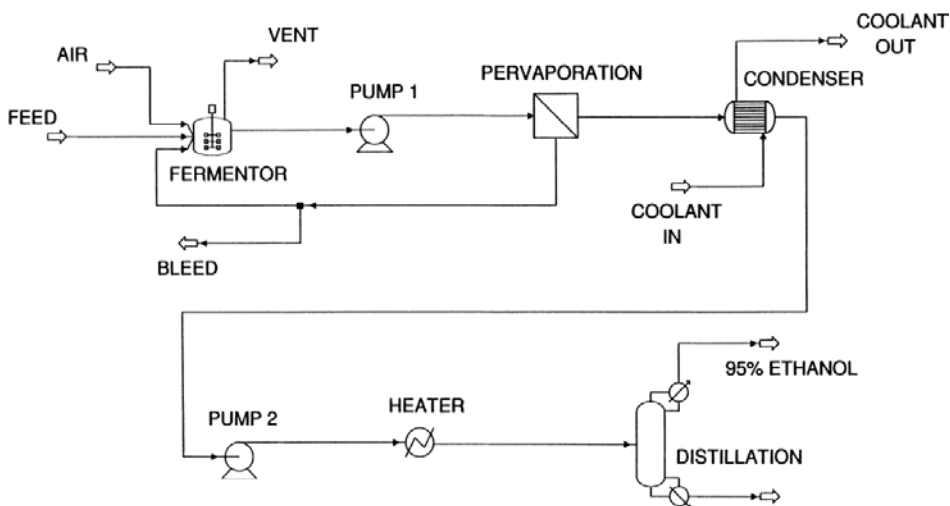 COOLANT
OUT
VENT
AIR
PERVAPORATION
CONDENSER
PUMP 1
FEED
FERMENTOR
COOLANT
IN
BLEED
95% ETHANOL
HEATER
PUMP 2
DISTILLATION